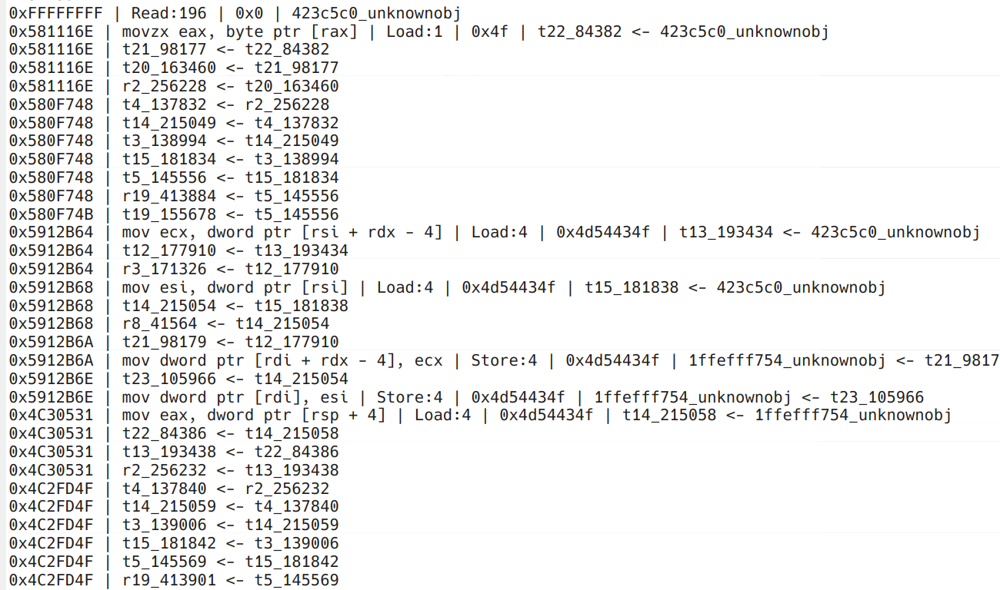 0xFFFFFFFF | Read:196 | 0x0 | 423c5c0_unknownobj
0x581116E | movzx eax, byte ptr [rax] | Load:1 | 0x4f | t22_84382 <- 423c5c0_unknownobj
0x581116E | t21_98177 <- t22_84382
0x581116E | t20_163460 <- t21_98177
0x581116E | r2_256228 <- t20_163460
0x580F748 | t4_137832 <- r2_256228
0x580F748 | t14_215049 <- t4_137832
0x580F748 | t3_138994 <- t14_215049
0x580F748 | t15_181834 <- t3_138994
0x580F748 | t5_145556 <- t15_181834
0x580F748 | r19_413884 <- t5_145556
0x580F74B | t19_155678 <- t5_145556
0x5912B64 | mov ecx, dword ptr [rsi + rdx - 4] | Load:4 | 0x4d54434f | t13_193434 <- 423c5c0_unknownobj
0x5912B64 | t12_177910 <- t13_193434
0x5912B64 | r3_171326 <- t12_177910
0x5912B68 | mov esi, dword ptr [rsi] | Load:4 | 0x4d54434f | t15_181838 <- 423c5c0_unknownobj
0x5912B68 | t14_215054 <- t15_181838
0x5912B68 | r8_41564 <- t14_215054
0x5912B6A | t21_98179 <- t12_177910
0x5912B6A | mov dword ptr [rdi + rdx - 4], ecx | Store:4 | 0x4d54434f | 1ffefff754_unknownobj <- t21_9817
0x5912B6E | t23_105966 <- t14_215054
0x5912B6E | mov dword ptr [rdi], esi | Store:4 | 0x4d54434f | 1ffefff754_unknownobj <- t23_105966
0x4C30531 | mov eax, dword ptr [rsp + 4] | Load:4 | 0x4d54434f | t14_215058 <- 1ffefff754_unknownobj
0x4C30531 | t22_84386 <- t14_215058
0x4C30531 | t13_193438 <- t22_84386
0x4C30531 | r2_256232 <- t13_193438
0x4C2FD4F | t4_137840 <- r2_256232
0x4C2FD4F | t14_215059 <- t4_137840
0x4C2FD4F | t3_139006 <- t14_215059
0x4C2FD4F | t15_181842 <- t3_139006
0x4C2FD4F | t5_145569 <- t15_181842
0x4C2FD4F | r19_413901 <- t5_145569